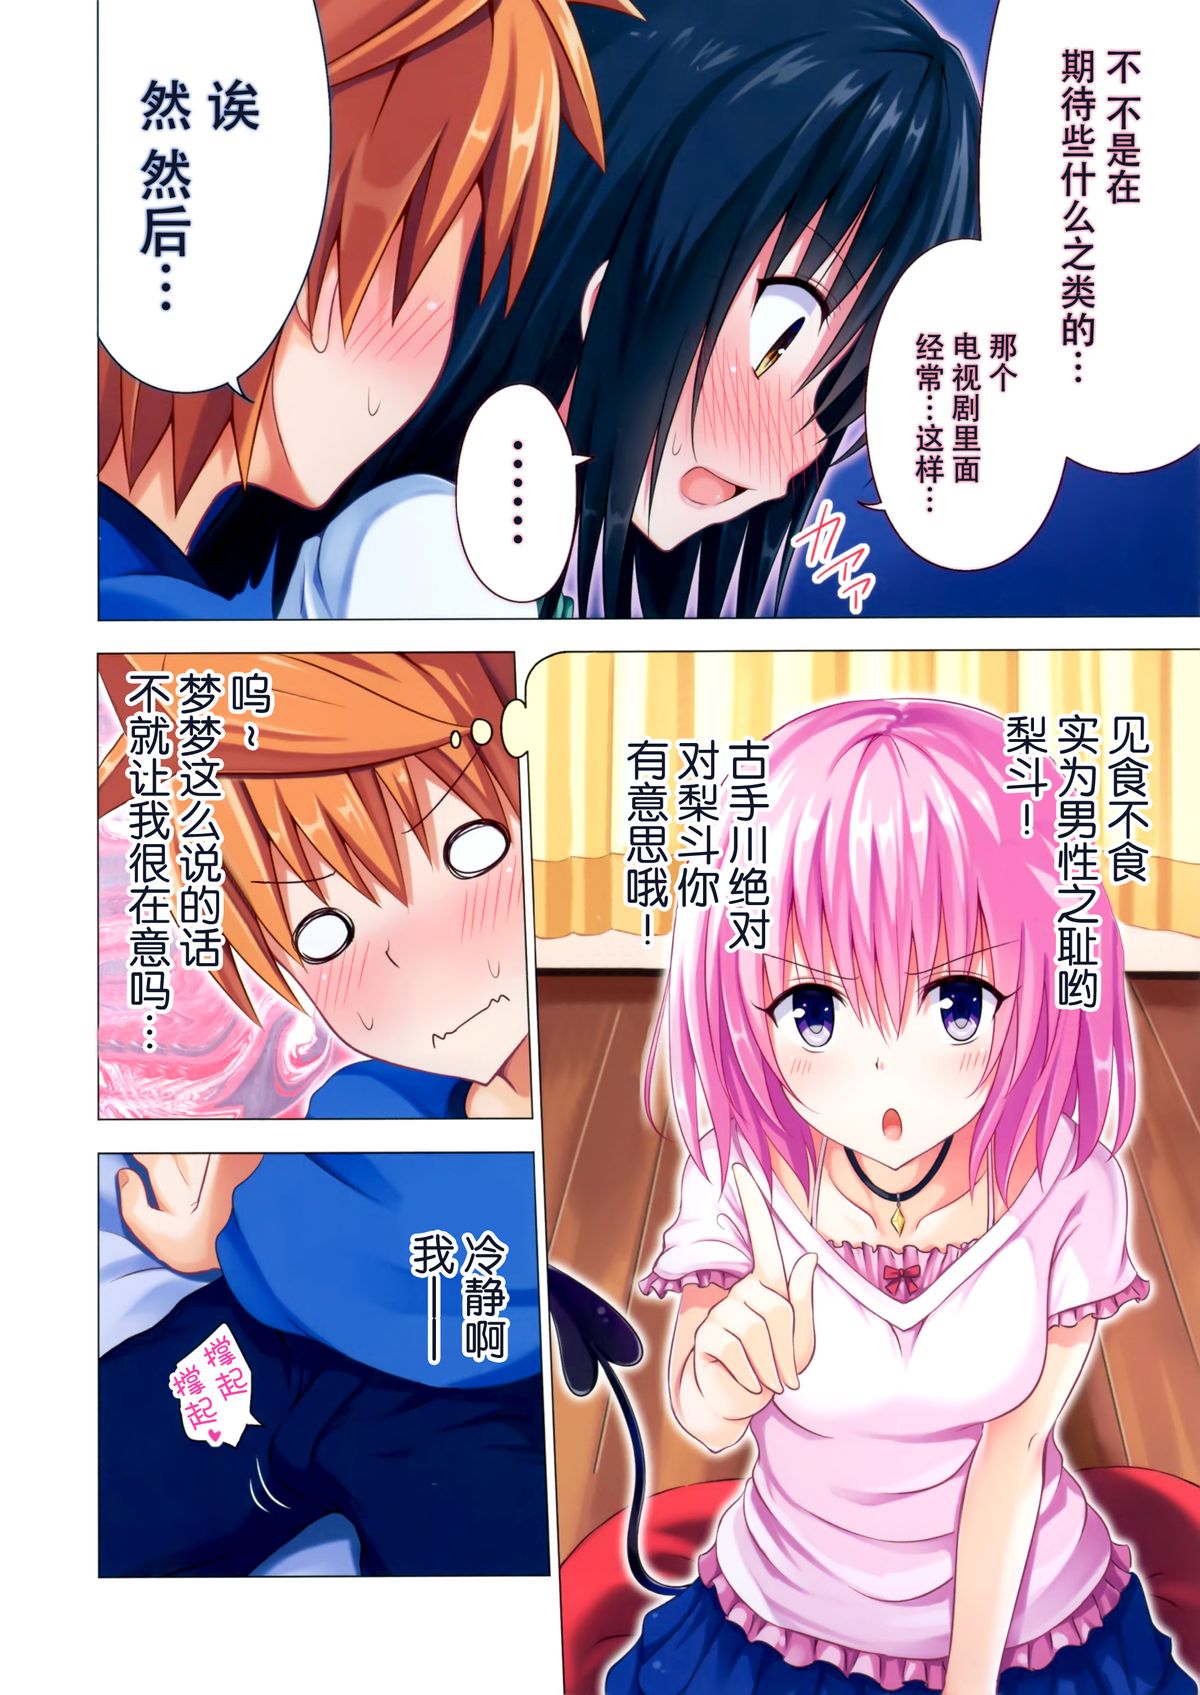 不 不是在
期待些什么之类的…
那个
电视剧里面
经常…这样…
カァァァ
……
诶
然 然后…
见食不食
实为男性之耻哟
梨斗！
古手川绝对
对梨斗你
有意思哦！
呜~
梦梦这么说的话
不就让我很在意吗…
冷静啊
我——
撑起
撑起♥